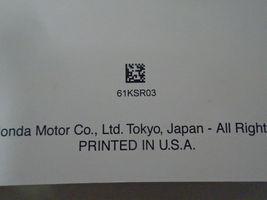 61KSR03
onda Motor Co., Ltd. Tokyo, Japan - All Right
PRINTED IN U.S.A.